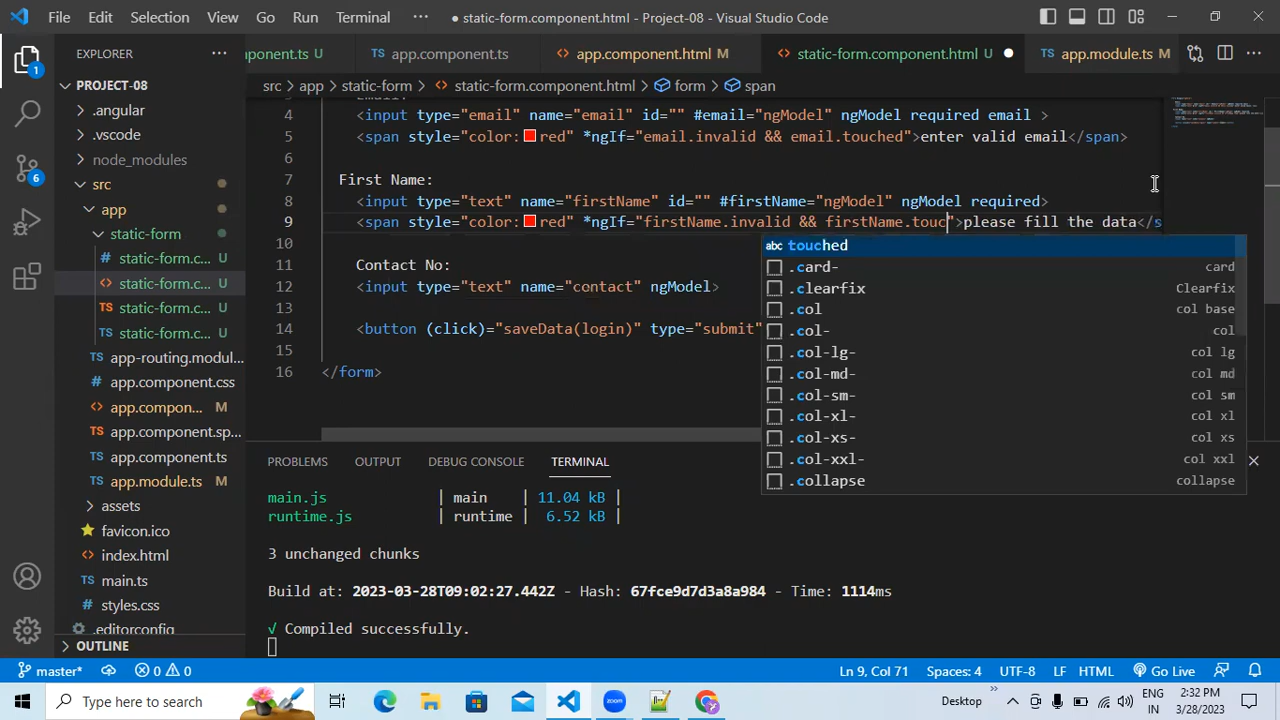 File Edit Selection View Go Run Terminal ··· ● static-form.component.html - Project-08 - Visual Studio Code
EXPLORER ···
mponent.ts U
app.component.ts
app.component.html M
static-form.component.html U ●
app.module.ts M
PROJECT-08
src > app > static-form > static-form.component.html > form > span
.angular
.vscode
node_modules
src
app
static-form
# static-form.c... U
static-form.c... U
static-form.c... U
static-form.c... U
app-routing.modul...
app.component.css
app.compon... M
app.component.sp...
app.component.ts
app.module.ts M
assets
favicon.ico
index.html
main.ts
styles.css
.editorconfig
OUTLINE
4 <input type="email" name="email" id="" #email="ngModel" ngModel required email >
5 <span style="color:red" *ngIf="email.invalid && email.touched">enter valid email</span>
6
7 First Name:
8 <input type="text" name="firstName" id="" #firstName="ngModel" ngModel required>
9 <span style="color:red" *ngIf="firstName.invalid && firstName.touc">please fill the data</s
10
11 Contact No:
12 <input type="text" name="contact" ngModel>
13
14 <button (click)="saveData(login)" type="submit"
15
16 </form>
abc touched
.card- card
.clearfix Clearfix
.col col base
.col- col
.col-lg- col lg
.col-md- col md
.col-sm- col sm
.col-xl- col xl
.col-xs- col xs
.col-xxl- col xxl
.collapse collapse
PROBLEMS OUTPUT DEBUG CONSOLE TERMINAL
main.js | main | 11.04 kB |
runtime.js | runtime | 6.52 kB |
3 unchanged chunks
Build at: 2023-03-28T09:02:27.442Z - Hash: 67fce9d7d3a8a984 - Time: 1114ms
√ Compiled successfully.
1
6
master* 0 0 Ln 9, Col 71 Spaces: 4 UTF-8 LF HTML Go Live
Type here to search
zoom
Desktop
ENG
IN
2:32 PM
3/28/2023